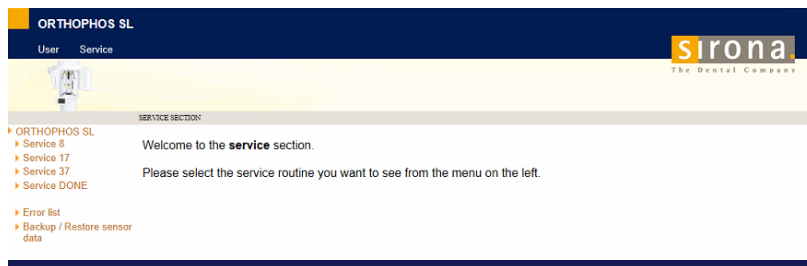 ORTHOPHOS SL
User Service
sirona.
The Dental Company
SERVICE SECTION
ORTHOPHOS SL
Service 8
Service 17
Service 37
Service DONE
Error list
Backup / Restore sensor
data
Welcome to the service section.
Please select the service routine you want to see from the menu on the left.